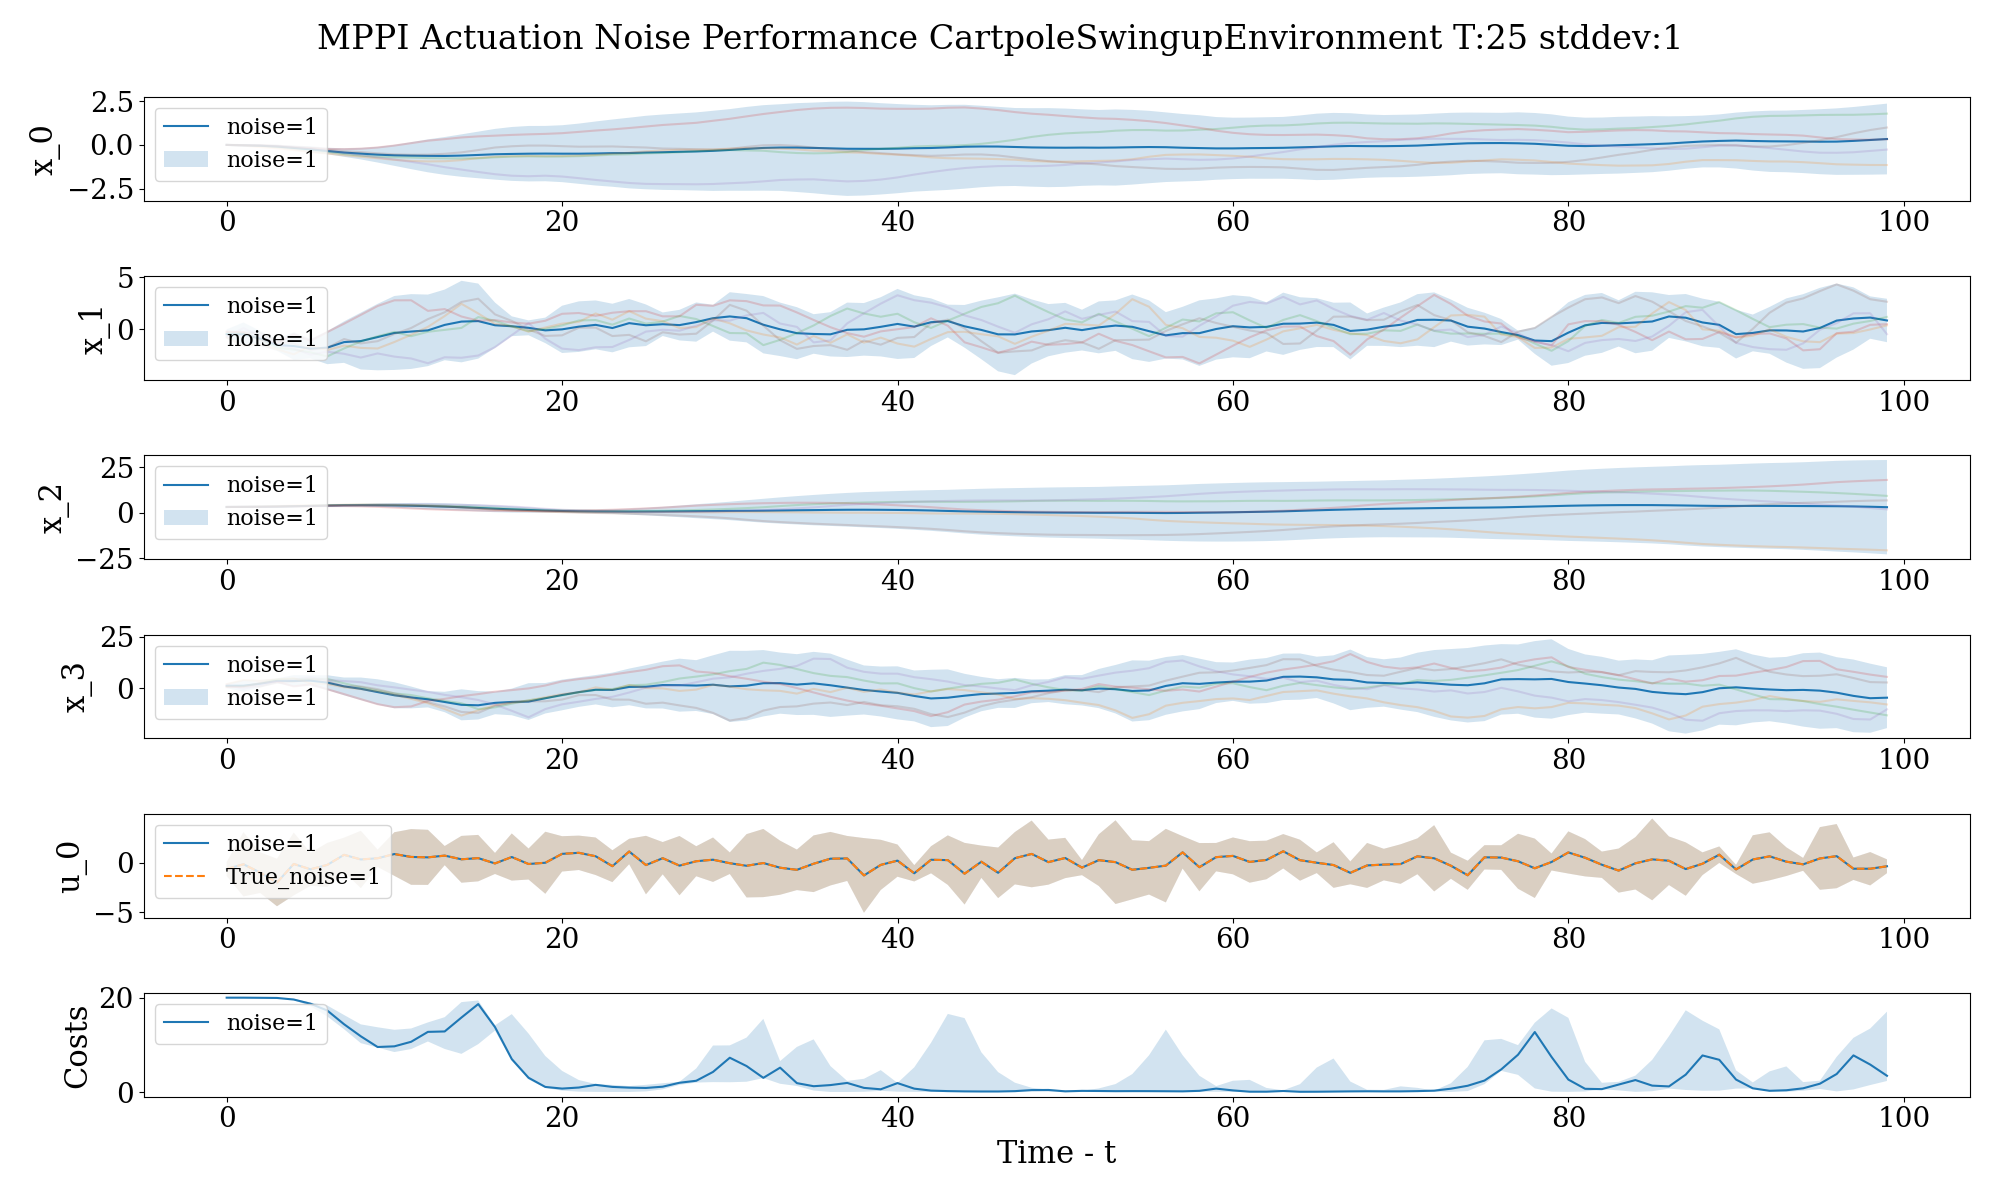 MPPI Actuation Noise Performance CartpoleSwingupEnvironment T:25 stddev:1
x_0
2.5
0.0
−2.5
noise=1
noise=1
0 20 40 60 80 100
x_1
5
0
noise=1
noise=1
0 20 40 60 80 100
x_2
25
0
−25
noise=1
noise=1
0 20 40 60 80 100
x_3
25
0
noise=1
noise=1
0 20 40 60 80 100
u_0
0
−5
noise=1
True_noise=1
0 20 40 60 80 100
Costs
20
0
noise=1
0 20 40 60 80 100
Time - t